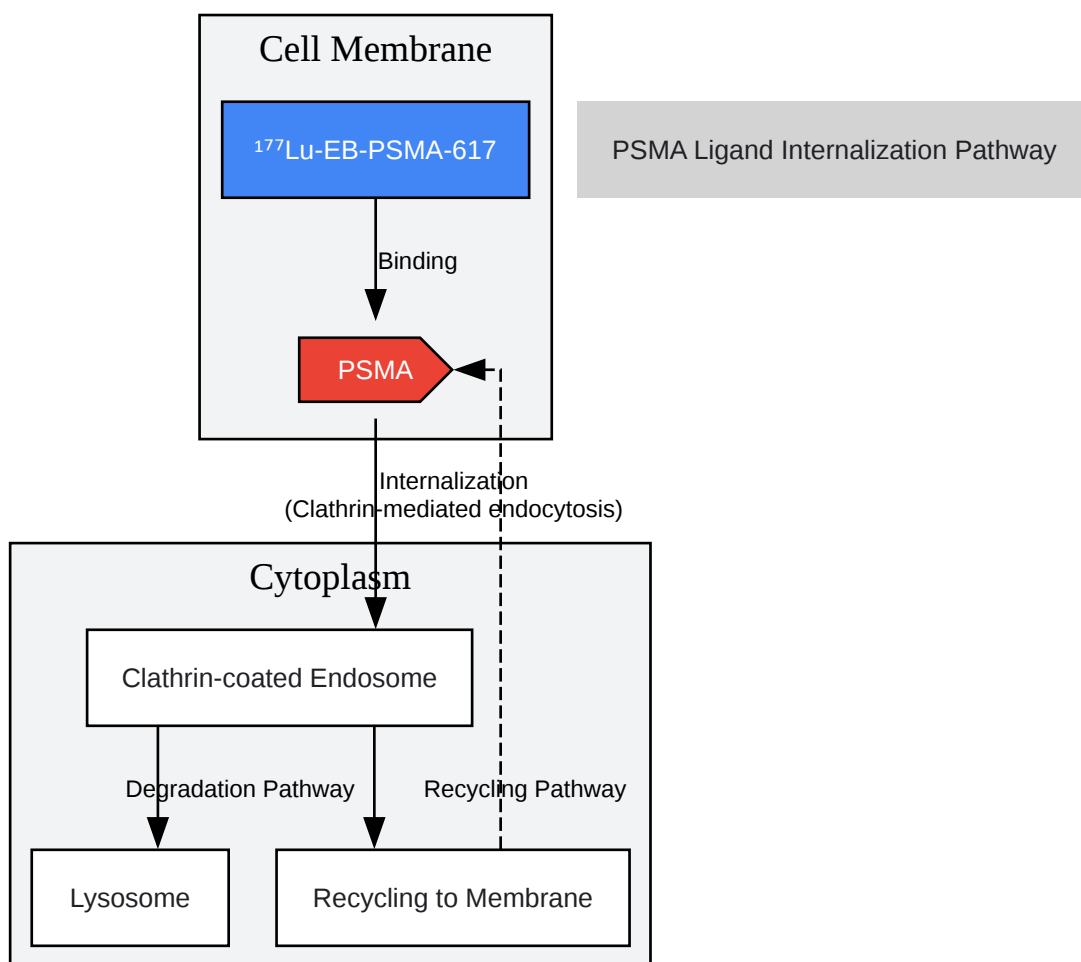 Cell Membrane
¹⁷⁷Lu-EB-PSMA-617
PSMA Ligand Internalization Pathway
Binding
PSMA
Internalization
(Clathrin-mediated endocytosis)
Cytoplasm
Clathrin-coated Endosome
Degradation Pathway
Recycling Pathway
Lysosome
Recycling to Membrane